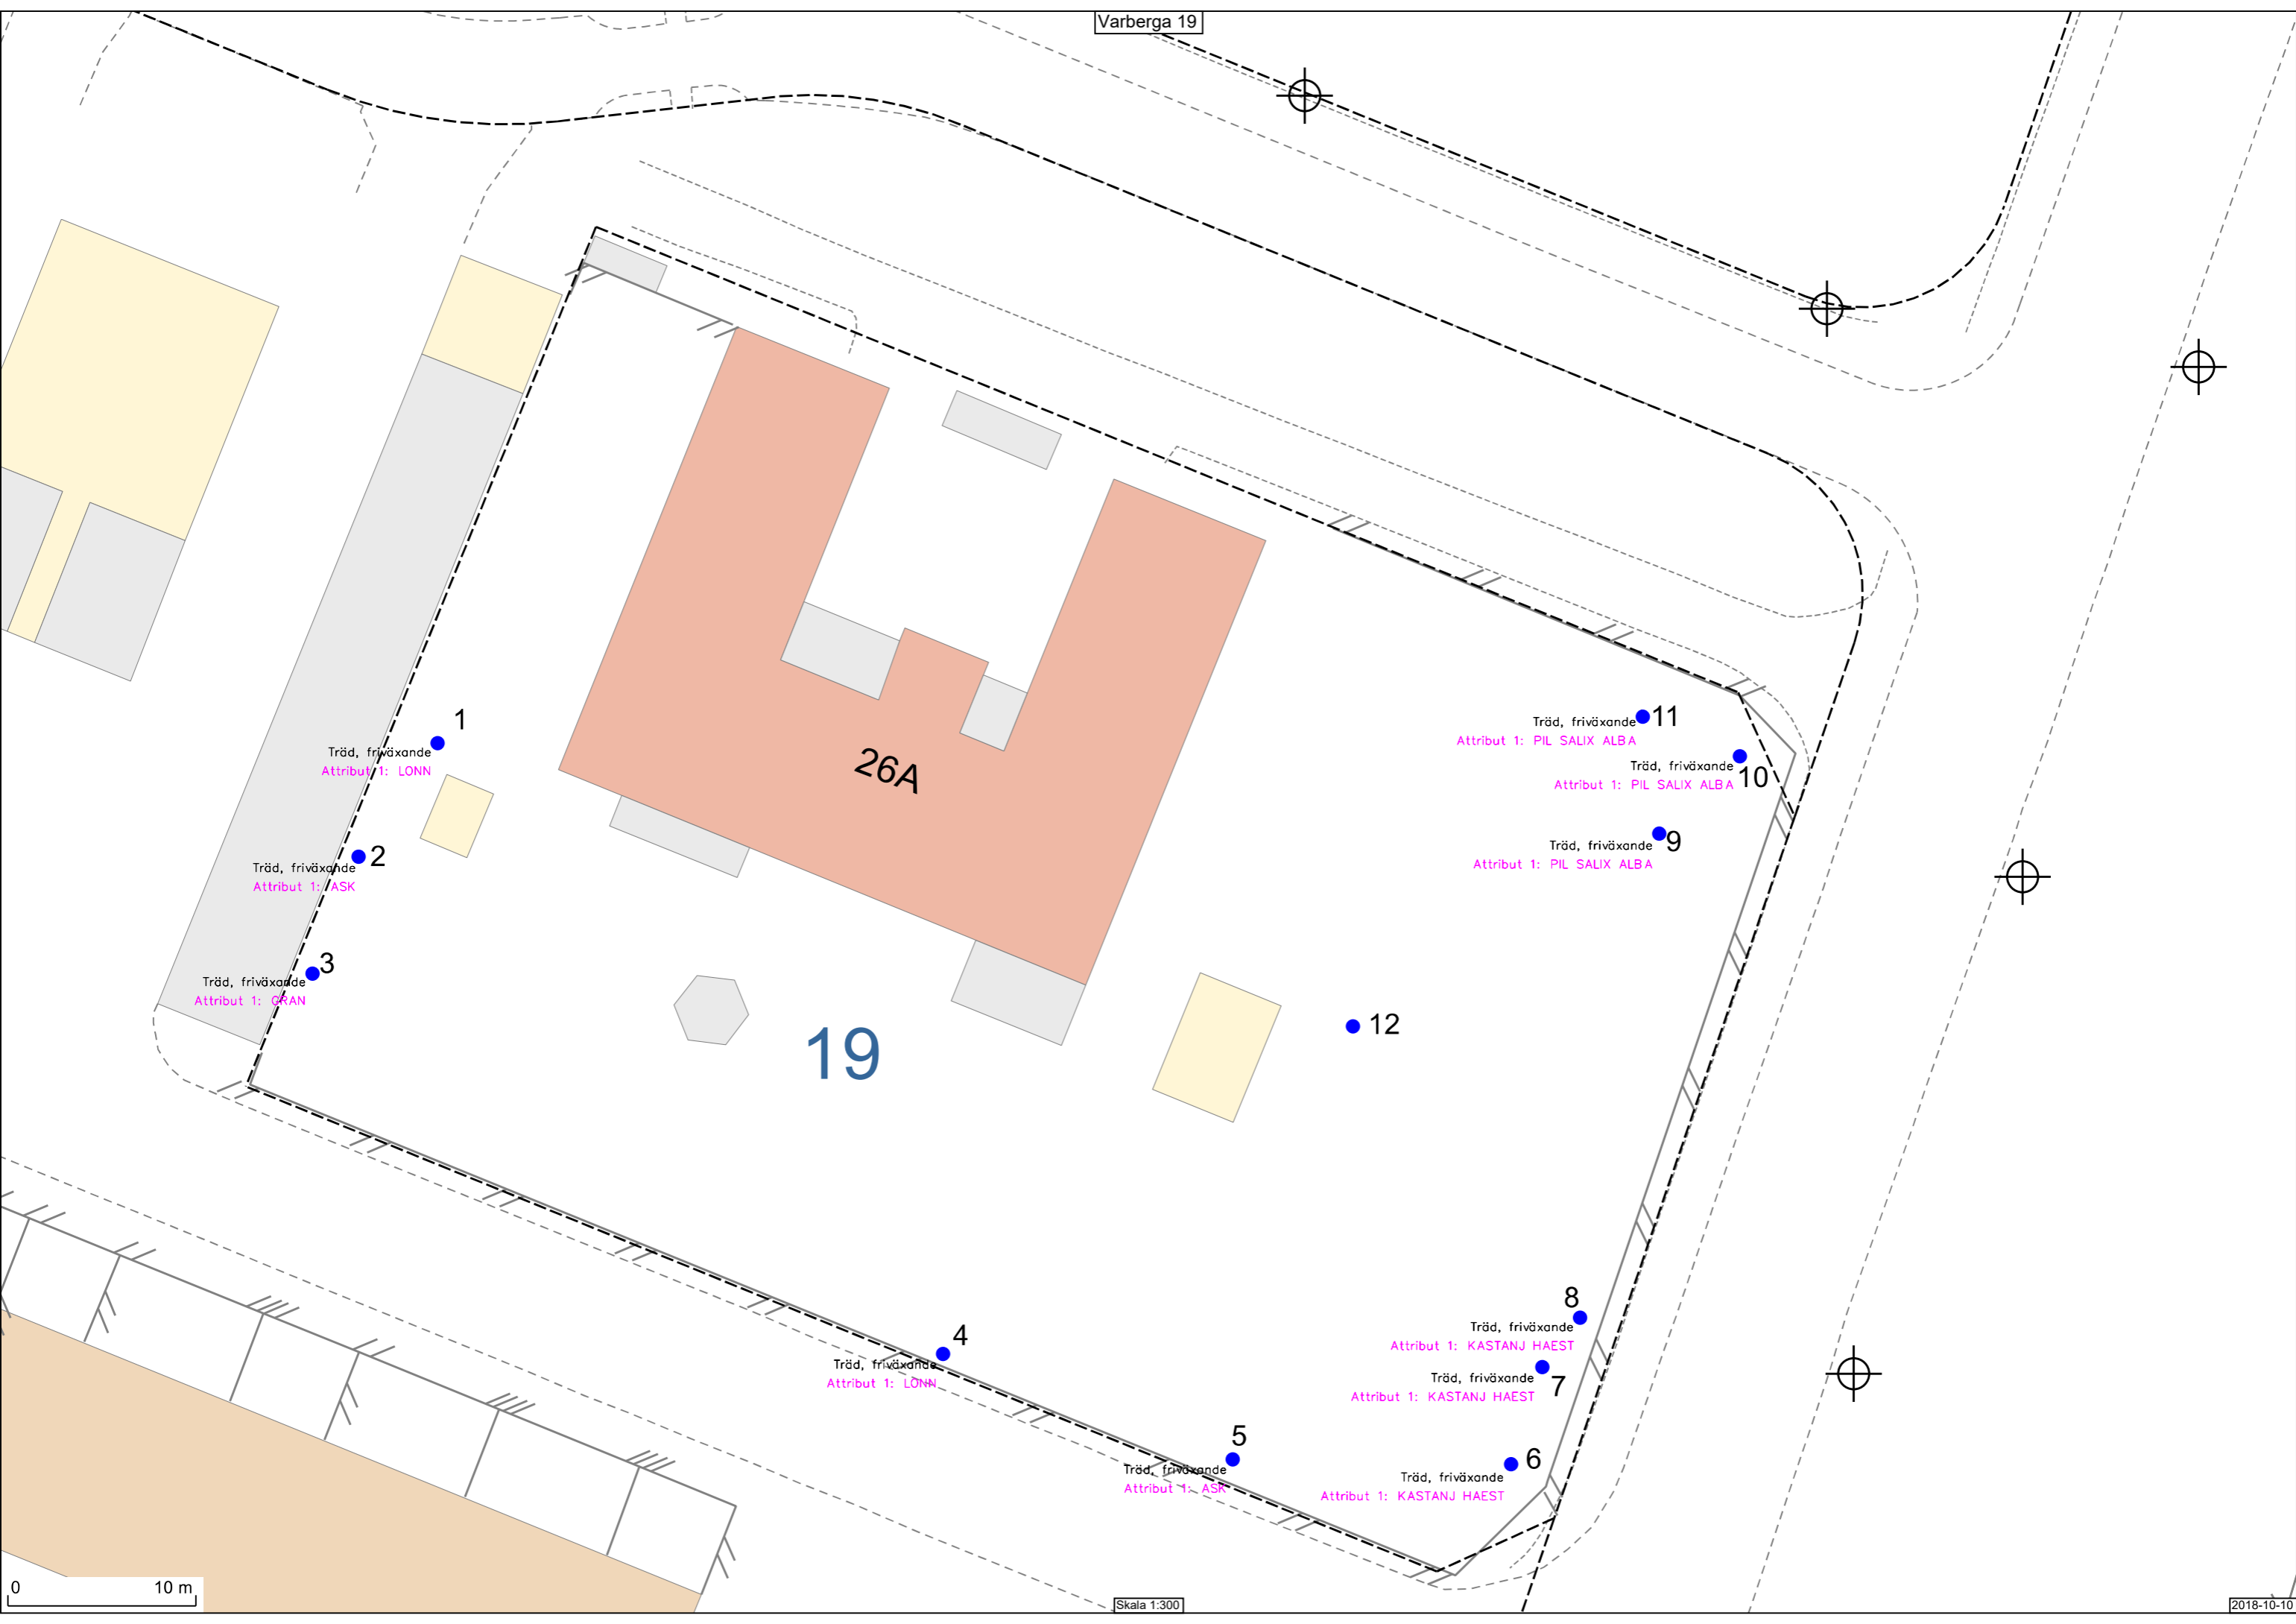 Varberga 19
11
Träd, friväxande
Attribut 1: PIL SALIX ALBA
1
Träd, friväxande
Attribut 1: LONN
26A
Träd, friväxande
10
Attribut 1: PIL SALIX ALBA
9
Träd, friväxande
Attribut 1: PIL SALIX ALBA
2
Träd, friväxande
Attribut 1: ASK
3
Träd, friväxande
Attribut 1: GRAN
12
19
8
Träd, friväxande
Attribut 1: KASTANJ HAEST
4
Träd, friväxande
Attribut 1: LONN
Träd, friväxande
7
Attribut 1: KASTANJ HAEST
5
Träd, friväxande
Attribut 1: ASK
6
Träd, friväxande
Attribut 1: KASTANJ HAEST
0 10 m
Skala 1:300
2018-10-10